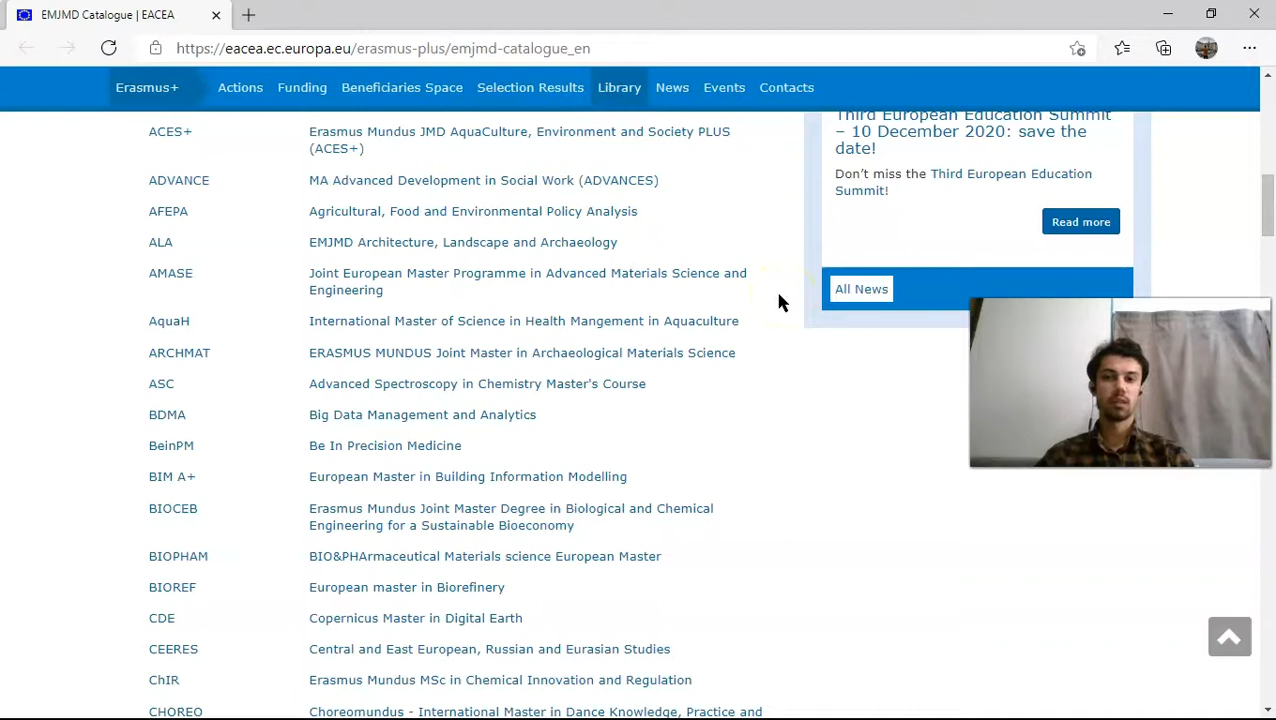 EMJMD Catalogue | EACEA
https://eacea.ec.europa.eu/erasmus-plus/emjmd-catalogue_en
Erasmus+ Actions Funding Beneficiaries Space Selection Results Library News Events Contacts
ACES+ Erasmus Mundus JMD AquaCulture, Environment and Society PLUS
(ACES+)
ADVANCE MA Advanced Development in Social Work (ADVANCES)
AFEPA Agricultural, Food and Environmental Policy Analysis
ALA EMJMD Architecture, Landscape and Archaeology
AMASE Joint European Master Programme in Advanced Materials Science and
Engineering
AquaH International Master of Science in Health Mangement in Aquaculture
ARCHMAT ERASMUS MUNDUS Joint Master in Archaeological Materials Science
ASC Advanced Spectroscopy in Chemistry Master's Course
BDMA Big Data Management and Analytics
BeinPM Be In Precision Medicine
BIM A+ European Master in Building Information Modelling
BIOCEB Erasmus Mundus Joint Master Degree in Biological and Chemical
Engineering for a Sustainable Bioeconomy
BIOPHAM BIO&PHArmaceutical Materials science European Master
BIOREF European master in Biorefinery
CDE Copernicus Master in Digital Earth
CEERES Central and East European, Russian and Eurasian Studies
ChIR Erasmus Mundus MSc in Chemical Innovation and Regulation
CHOREO Choreomundus - International Master in Dance Knowledge, Practice and
Third European Education Summit
– 10 December 2020: save the
date!
Don’t miss the Third European Education
Summit!
Read more
All News